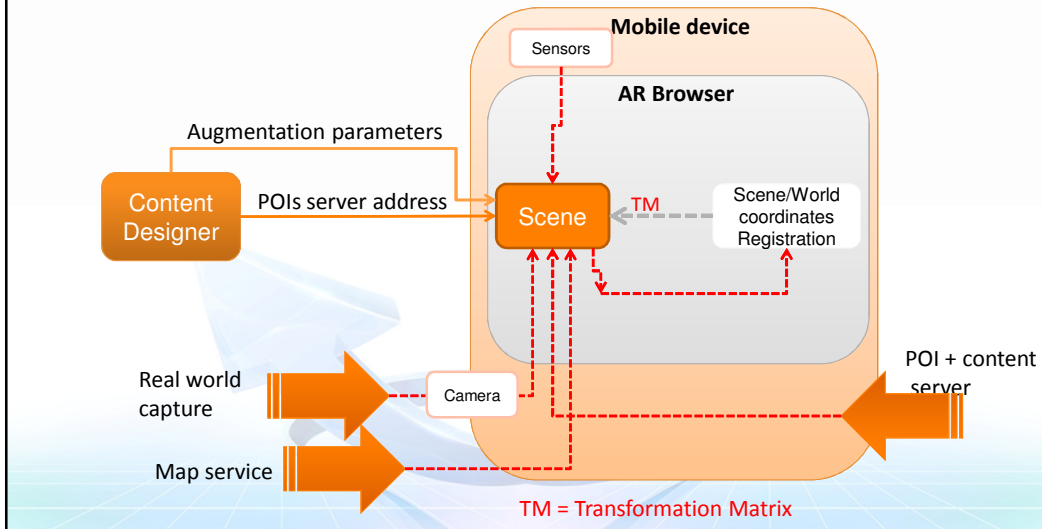 Mobile device
Sensors
AR Browser
Augmentation parameters
Content
Designer
POIs server address
Scene
TM
Scene/World
coordinates
Registration
POI + content
server
Real world
capture
Camera
Map service
TM = Transformation Matrix